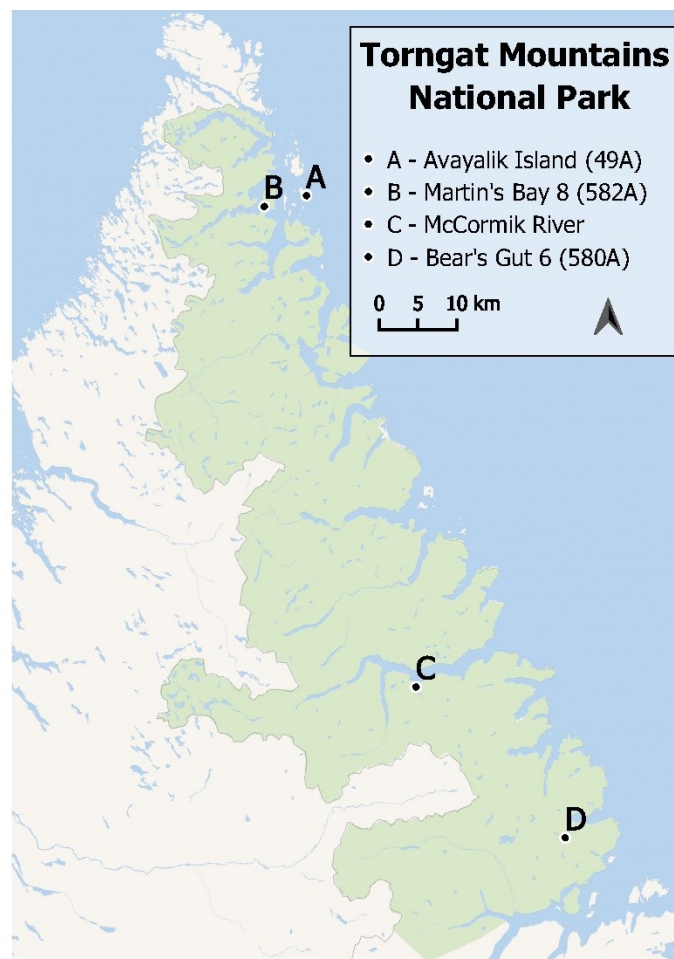 Torngat Mountains
National Park
A - Avayalik Island (49A)
B - Martin's Bay 8 (582A)
C - McCormik River
D - Bear's Gut 6 (580A)
0 5 10 km
A
B
C
D